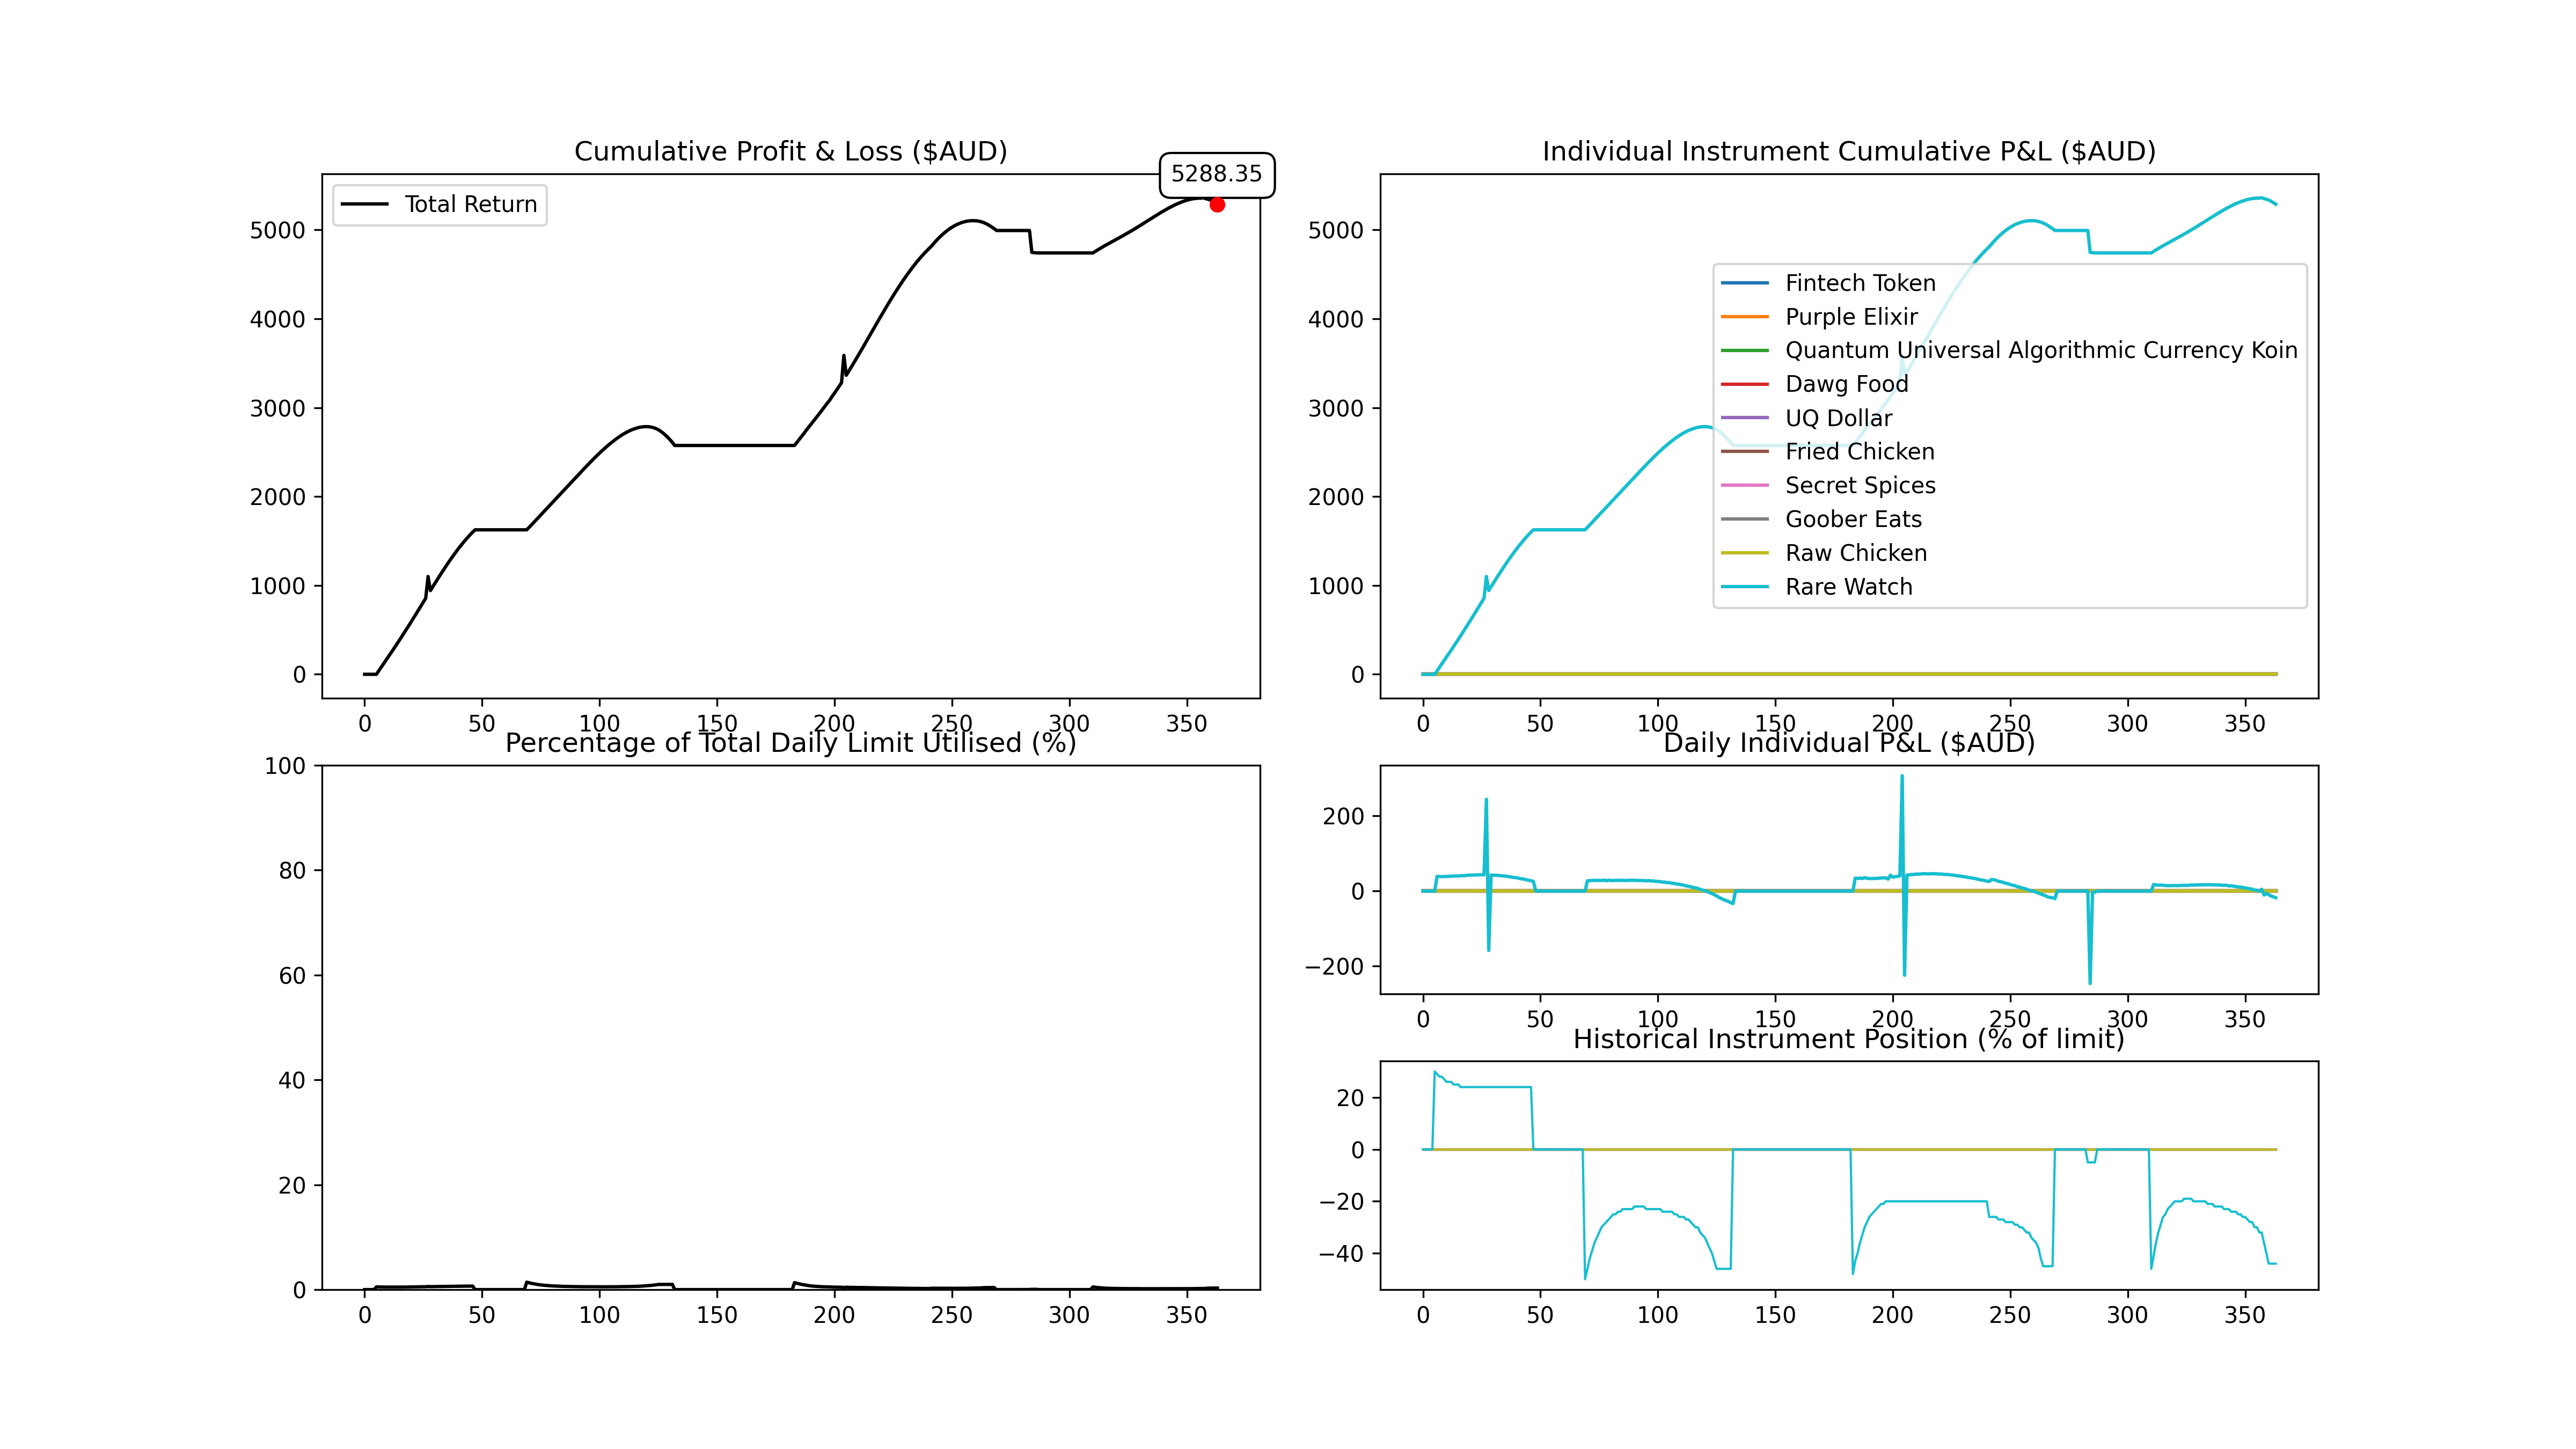 Cumulative Profit & Loss ($AUD)
5288.35
Total Return
5000
4000
3000
2000
1000
0
0 50 100 150 200 250 300 350
Individual Instrument Cumulative P&L ($AUD)
5000
4000
3000
2000
1000
0
Fintech Token
Purple Elixir
Quantum Universal Algorithmic Currency Koin
Dawg Food
UQ Dollar
Fried Chicken
Secret Spices
Goober Eats
Raw Chicken
Rare Watch
0 50 100 150 200 250 300 350
Percentage of Total Daily Limit Utilised (%)
100
80
60
40
20
0
0 50 100 150 200 250 300 350
Daily Individual P&L ($AUD)
200
0
−200
0 50 100 150 200 250 300 350
Historical Instrument Position (% of limit)
20
0
−20
−40
0 50 100 150 200 250 300 350